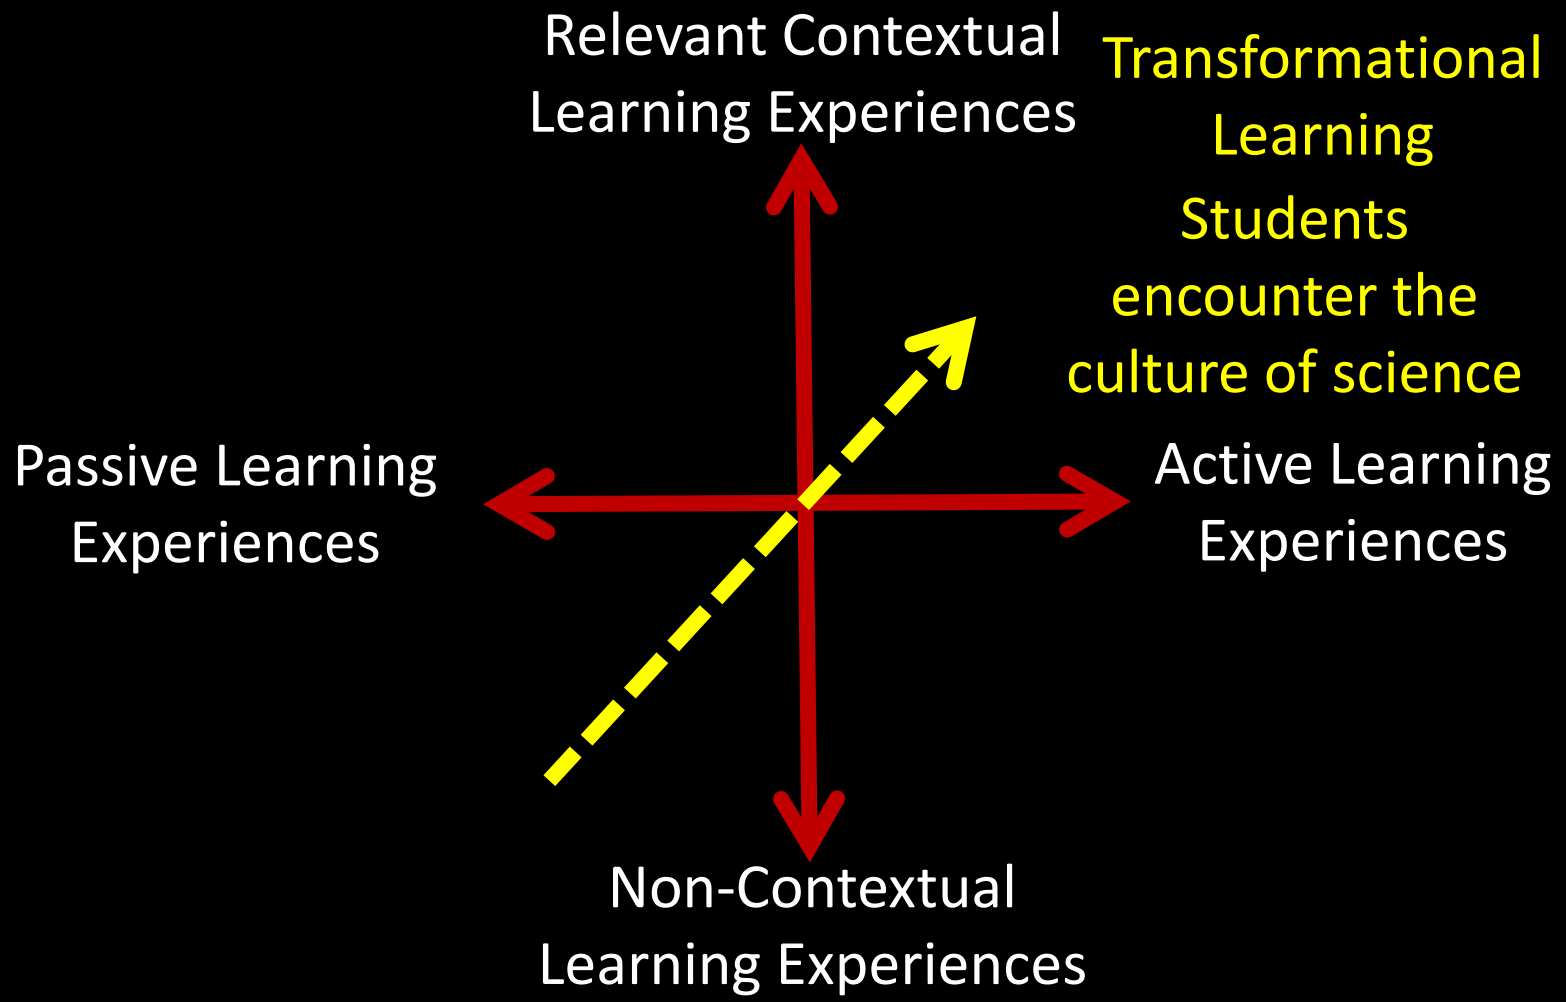 Relevant Contextual
Learning Experiences
Transformational
Learning
Students
encounter the
culture of science
Passive Learning
Experiences
Active Learning
Experiences
Non-Contextual
Learning Experiences